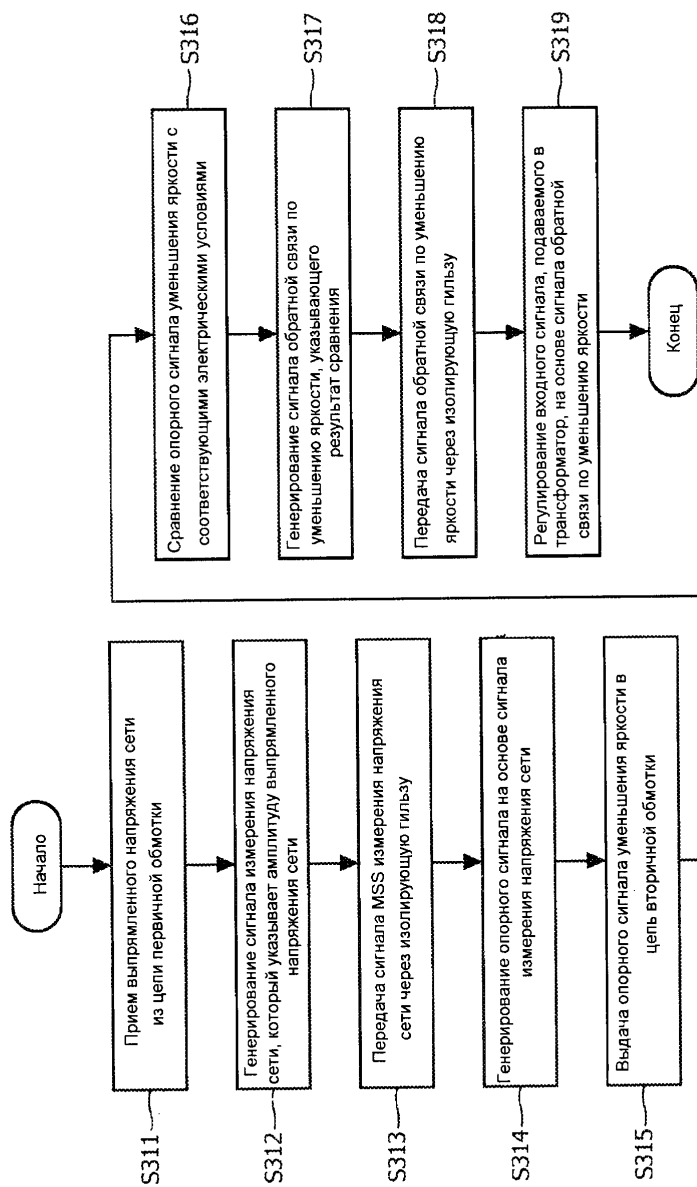 Начало
S311
Прием выпрямленного напряжения сети
из цепи первичной обмотки
S312
Генерирование сигнала измерения напряжения
сети, который указывает амплитуду выпрямленного
напряжения сети
S313
Передача сигнала MSS измерения напряжения
сети через изолирующую гильзу
S314
Генерирование опорного сигнала на основе сигнала
измерения напряжения сети
S315
Выдача опорного сигнала уменьшения яркости в
цепь вторичной обмотки
S316
Сравнение опорного сигнала уменьшения яркости с
соответствующими электрическими условиями
S317
Генерирование сигнала обратной связи по
уменьшению яркости, указывающего
результат сравнения
S318
Передача сигнала обратной связи по уменьшению
яркости через изолирующую гильзу
S319
Регулирование входного сигнала, подаваемого в
трансформатор, на основе сигнала обратной
связи по уменьшению яркости
Конец